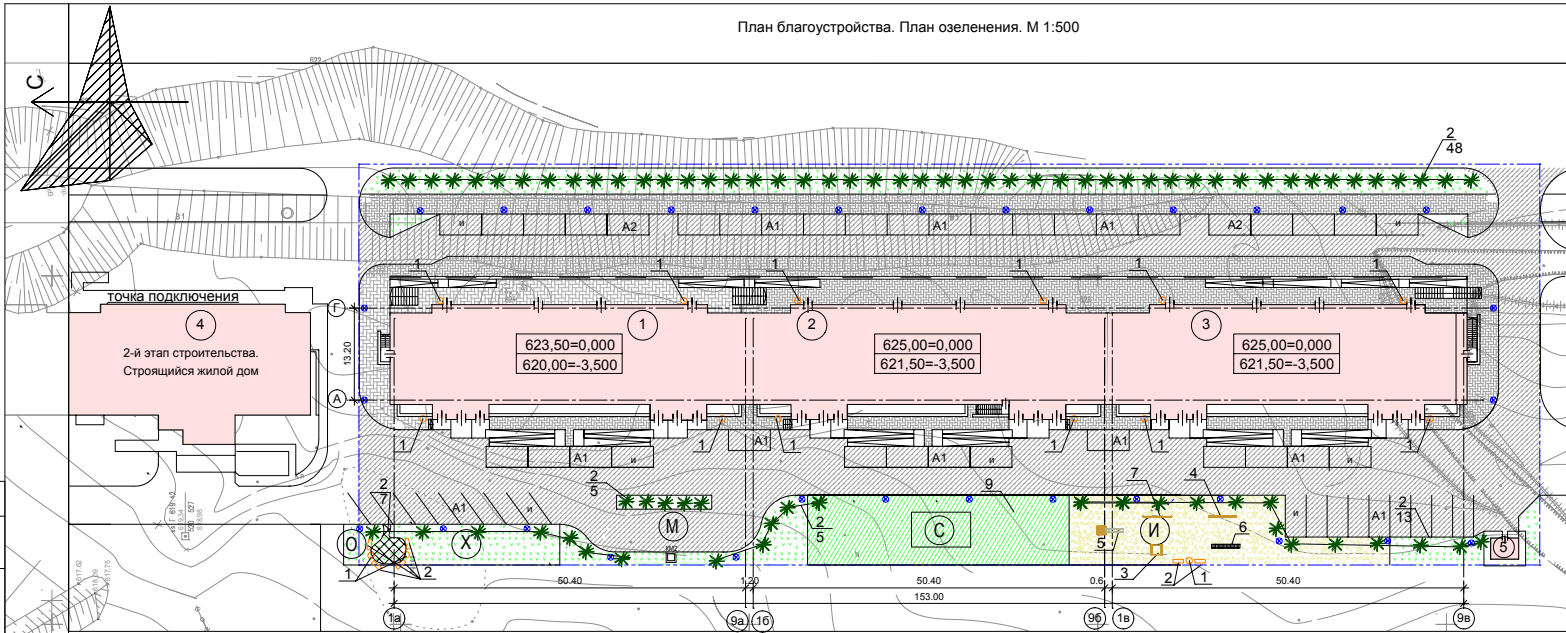 План благоустройства. План озеленения. М 1:500
С
622
2
48
и
А2
А1
А1
А1
А2
и
точка подключения
4
2-й этап строительства.
Строящийся жилой дом
Г
А
13.20
1
1
1
1
1
1
1
2
3
623,50=0,000
620,00=-3,500
625,00=0,000
621,50=-3,500
625,00=0,000
621,50=-3,500
1
1
1
1
1
1
А1
и
А1
А1
и
А1
А1
и
2
7
2
5
9
7
4
2
13
А1
и
М
2
5
С
И
5
6
А1
5
О
Х
1
2
3
2
1
50.40
1.20
50.40
0.6
50.40
153.00
1а
9а
1б
9б
1в
9в